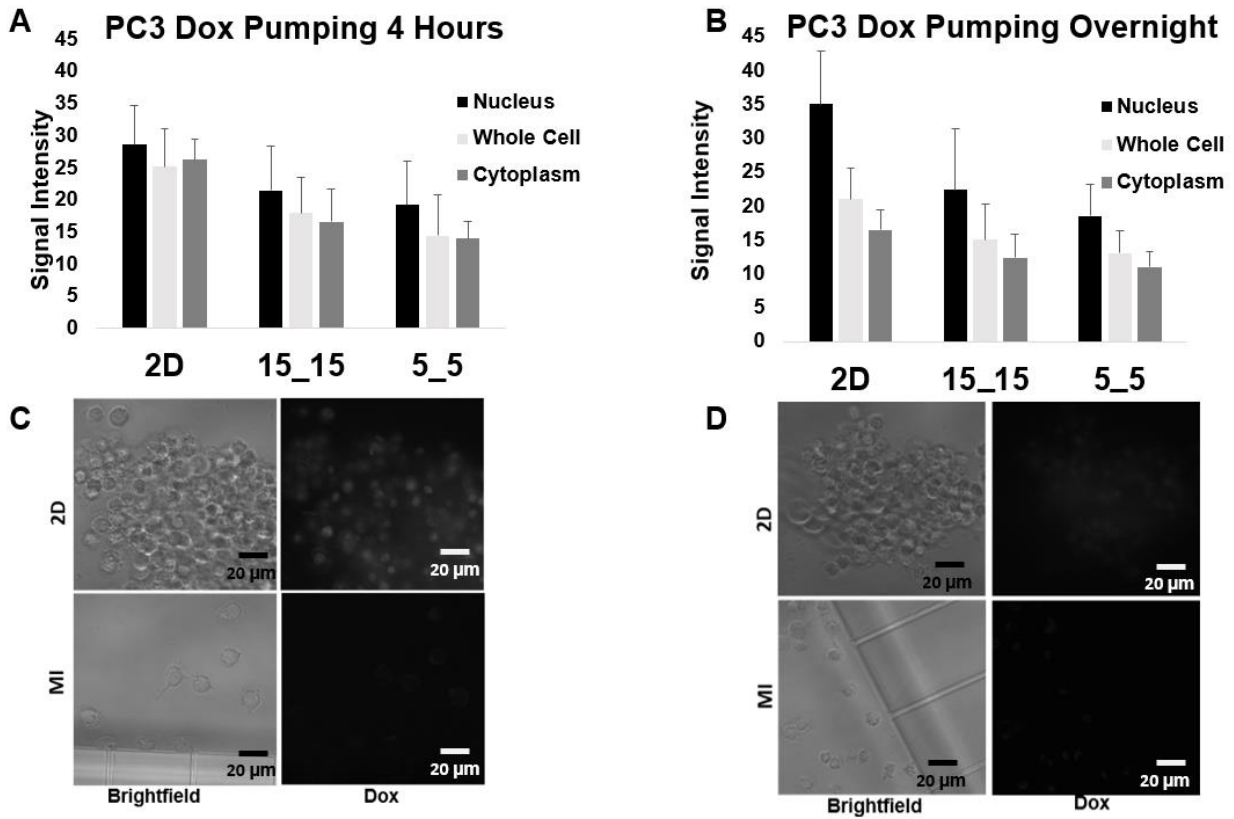 A
PC3 Dox Pumping 4 Hours
45
40
35
30
25
20
15
10
5
0
Signal Intensity
Nucleus
Whole Cell
Cytoplasm
2D
15_15
5_5
B
PC3 Dox Pumping Overnight
45
40
35
30
25
20
15
10
5
0
Signal Intensity
Nucleus
Whole Cell
Cytoplasm
2D
15_15
5_5
C
2D
20 µm
20 µm
MI
20 µm
20 µm
Brightfield
Dox
D
2D
20 µm
20 µm
MI
20 µm
20 µm
Brightfield
Dox